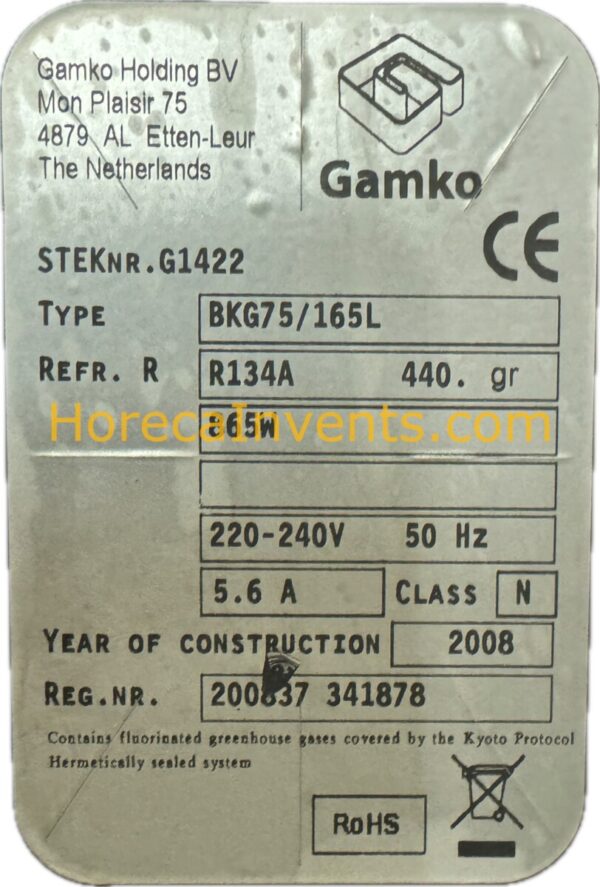 Gamko Holding BV
Mon Plaisir 75
4879 AL Etten-Leur
The Netherlands
Gamko
CE
STEKNR.G1422
TYPE BKG75/165L
REFR. R R134A 440. gr
HorecaInvents.com
220-240V 50 Hz
5.6 A CLASS N
YEAR OF CONSTRUCTION 2008
REG.NR. 200837 341878
Contains fluorinated greenhouse gases covered by the Kyoto Protocol
Hermetically sealed system
RoHS